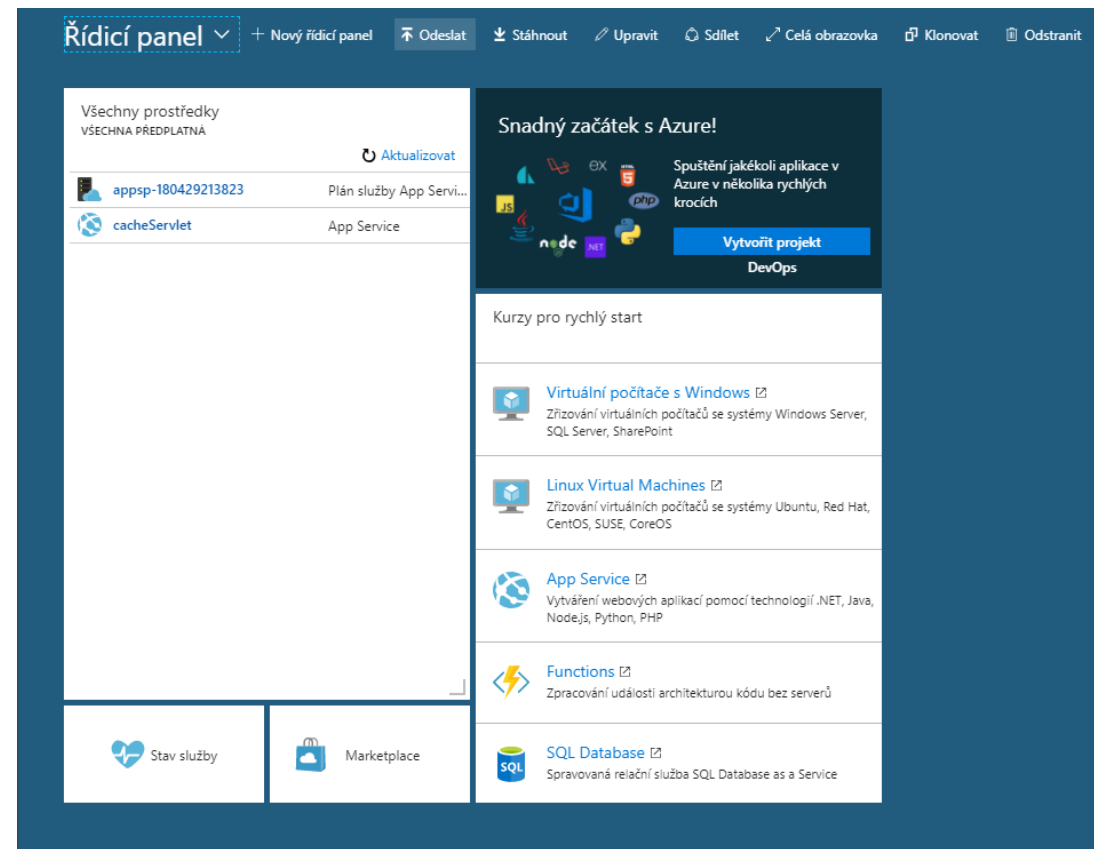 Řídicí panel
Nový řídicí panel
Odeslat
Stáhnout
Upravit
Sdílet
Celá obrazovka
Klonovat
Odstranit
Všechny prostředky
VŠECHNA PŘEDPLATNÁ
Aktualizovat
appsp-180429213823 Plán služby App Servi...
cacheServlet App Service
Stav služby
Marketplace
Snadný začátek s Azure!
ex
HTML
5
JS
php
node
.NET
Spuštění jakékoli aplikace v
Azure v několika rychlých
krocích
Vytvořit projekt
DevOps
Kurzy pro rychlý start
Virtuální počítače s Windows
Zřizování virtuálních počítačů se systémy Windows Server,
SQL Server, SharePoint
Linux Virtual Machines
Zřizování virtuálních počítačů se systémy Ubuntu, Red Hat,
CentOS, SUSE, CoreOS
App Service
Vytváření webových aplikací pomocí technologií .NET, Java,
Node.js, Python, PHP
Functions
Zpracování událostí architekturou kódu bez serverů
SQL
SQL Database
Spravovaná relační služba SQL Database as a Service